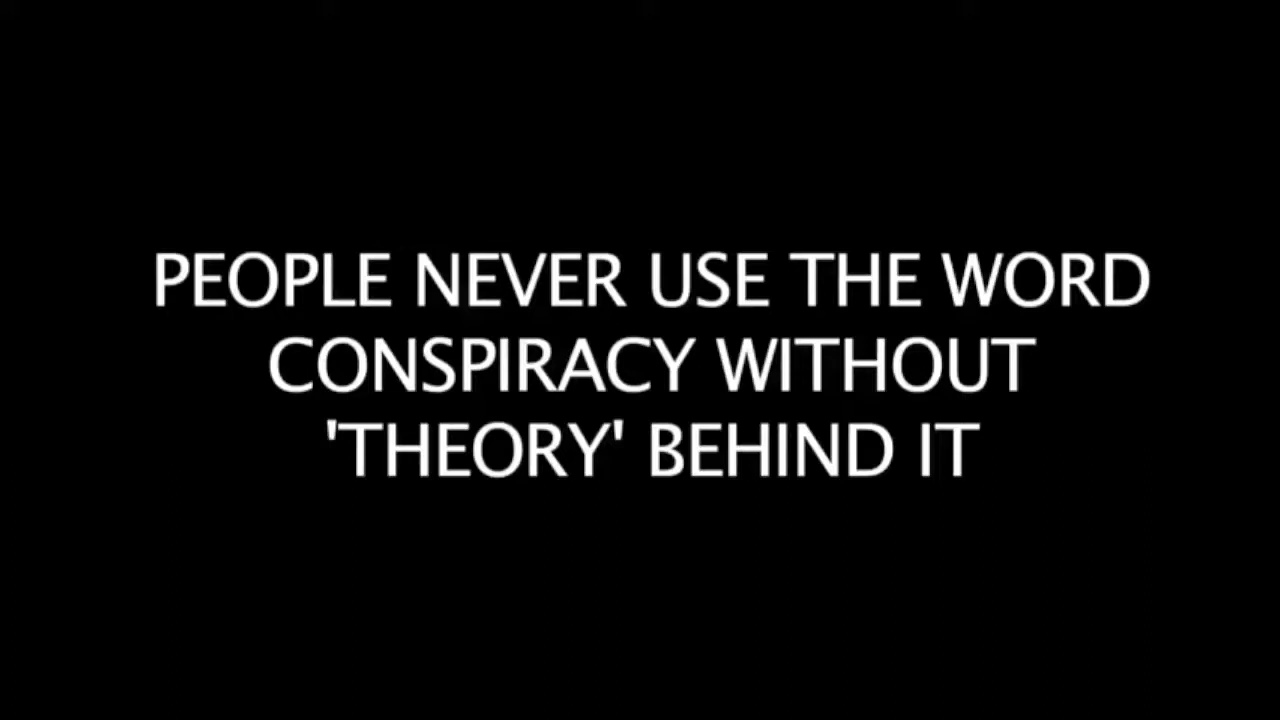 PEOPLE NEVER USE THE WORD
CONSPIRACY WITHOUT
'THEORY' BEHIND IT